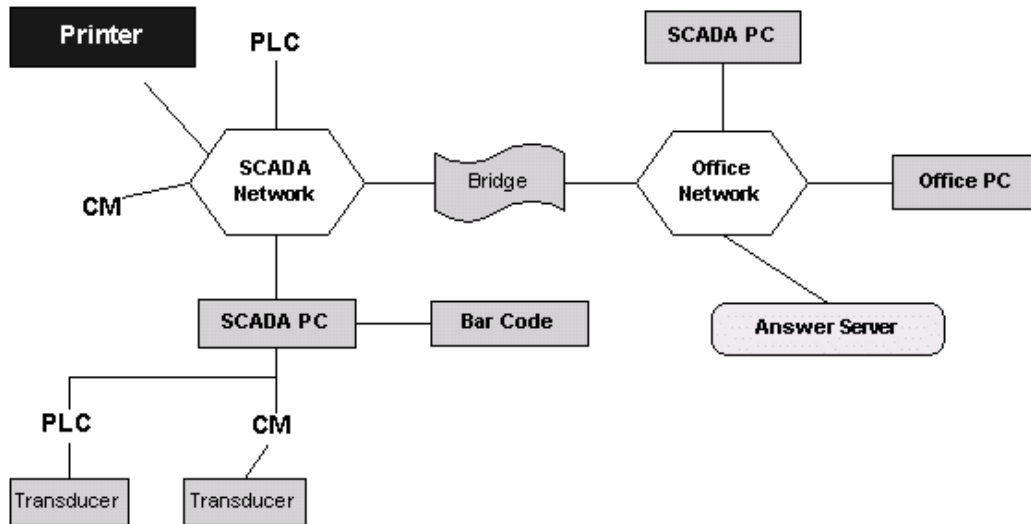 Printer
PLC
SCADA PC
SCADA
Network
Bridge
Office
Network
Office PC
CM
SCADA PC
Bar Code
Answer Server
PLC
CM
Transducer
Transducer